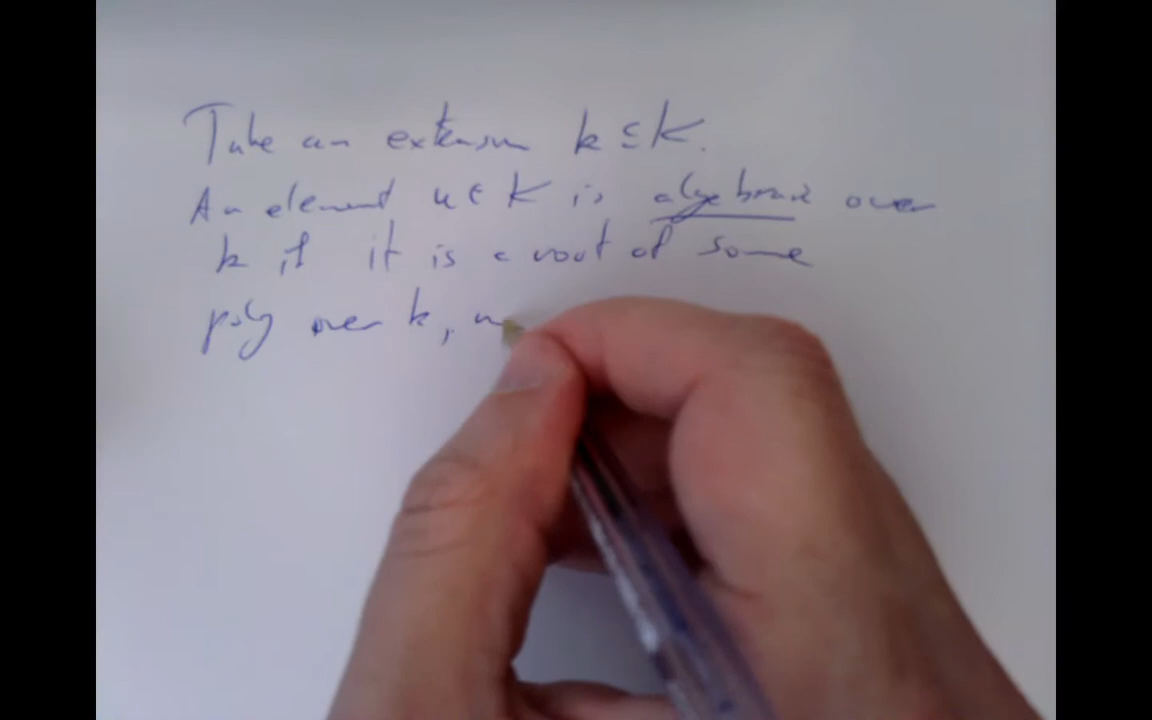 Take an extension k ⊆ K.
An element u ∈ K is algebraic over
k if it is a root of some
poly over k,